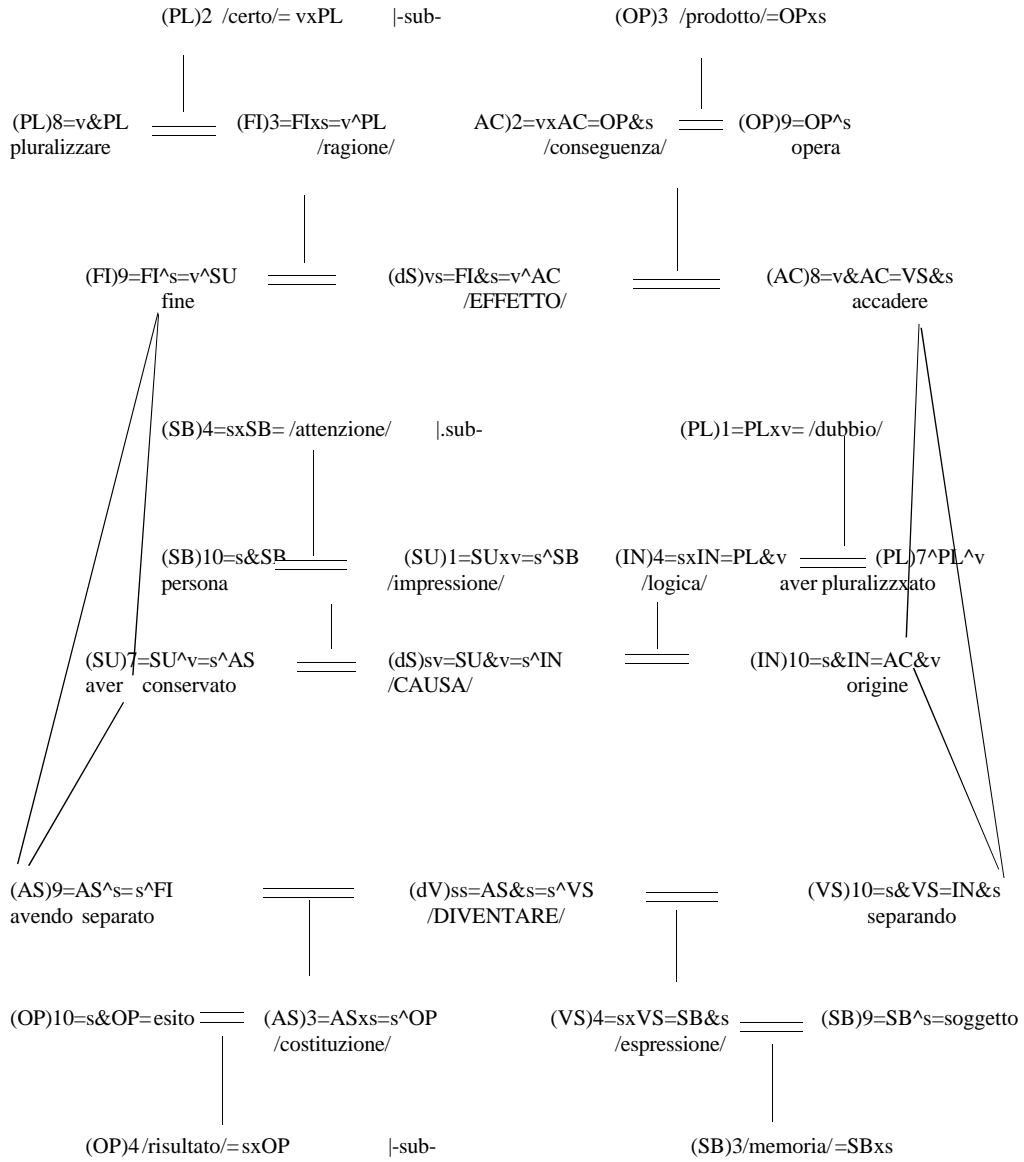 (PL)2 /certo/= vxPL |-sub- (OP)3 /prodotto/=OPxs
(PL)8=v&PL (FI)3=FIxs=v^PL AC)2=vxAC=OP&s (OP)9=OP^s
pluralizzare /ragione/ /conseguenza/ opera
(FI)9=FI^s=v^SU (dS)vs=FI&s=v^AC (AC)8=v&AC=VS&s
fine /EFFETTO/ accadere
(SB)4=sxSB= /attenzione/ |.sub- (PL)1=PLxv= /dubbio/
(SB)10=s&SB (SU)1=SUxv=s^SB (IN)4=sxIN=PL&v (PL)7^PL^v
persona /impressione/ /logica/ aver pluralizzxato
(SU)7=SU^v=s^AS (dS)sv=SU&v=s^IN (IN)10=s&IN=AC&v
aver conservato /CAUSA/ origine
(AS)9=AS^s=s^FI (dV)ss=AS&s=s^VS (VS)10=s&VS=IN&s
avendo separato /DIVENTARE/ separando
(OP)10=s&OP=esito (AS)3=ASxs=s^OP (VS)4=sxVS=SB&s (SB)9=SB^s=soggetto
/costituzione/ /espressione/
(OP)4/risultato/=sxOP |-sub- (SB)3/memoria/=SBxs